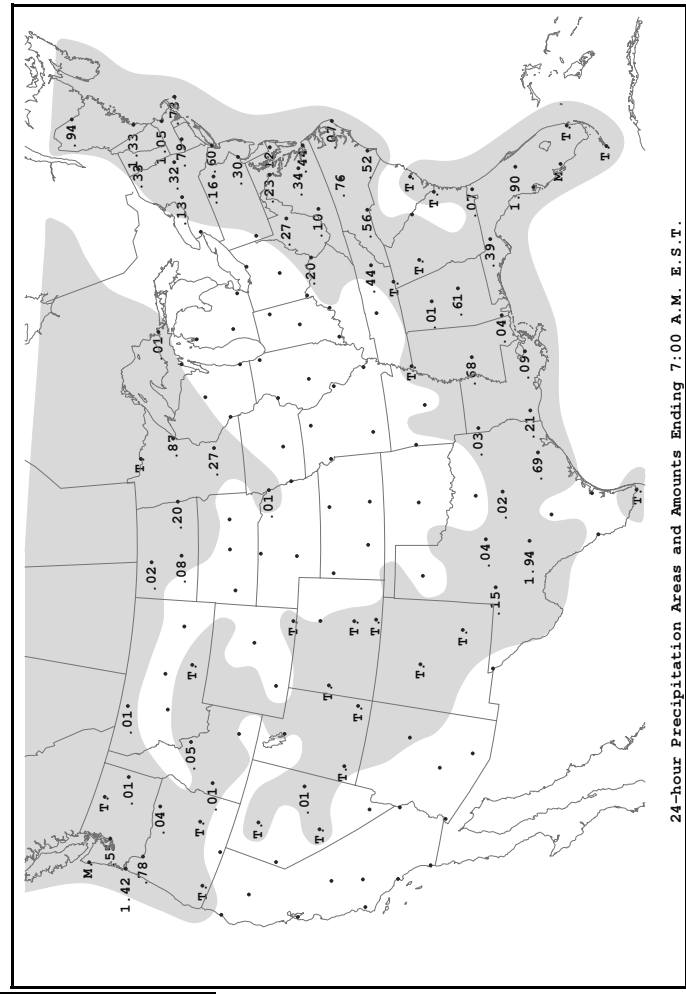 M
.94
T.
.55
1.42
.01
.01
.33
1.33
T
.78
.02
.01
.04
1.05
.87
.32
.73
.20
.08
.13
.79
.05
T.
T.
T.
.01
.27
.16
.60
.30
T.
.01
.23
.27
T.
.34
.01
.20
.10
T.
T.
.07
T.
.76
T.
T.
.56
.52
.44
T.
T.
T.
T.
T.
T.
.01
T.
.61
T.
.68
.07
.03
.04
.39
.15
.02
.04
1.90
.09
1.94
.21
.69
M
T
T.
T.
24-hour Precipitation Areas and Amounts Ending 7:00 A.M. E.S.T.